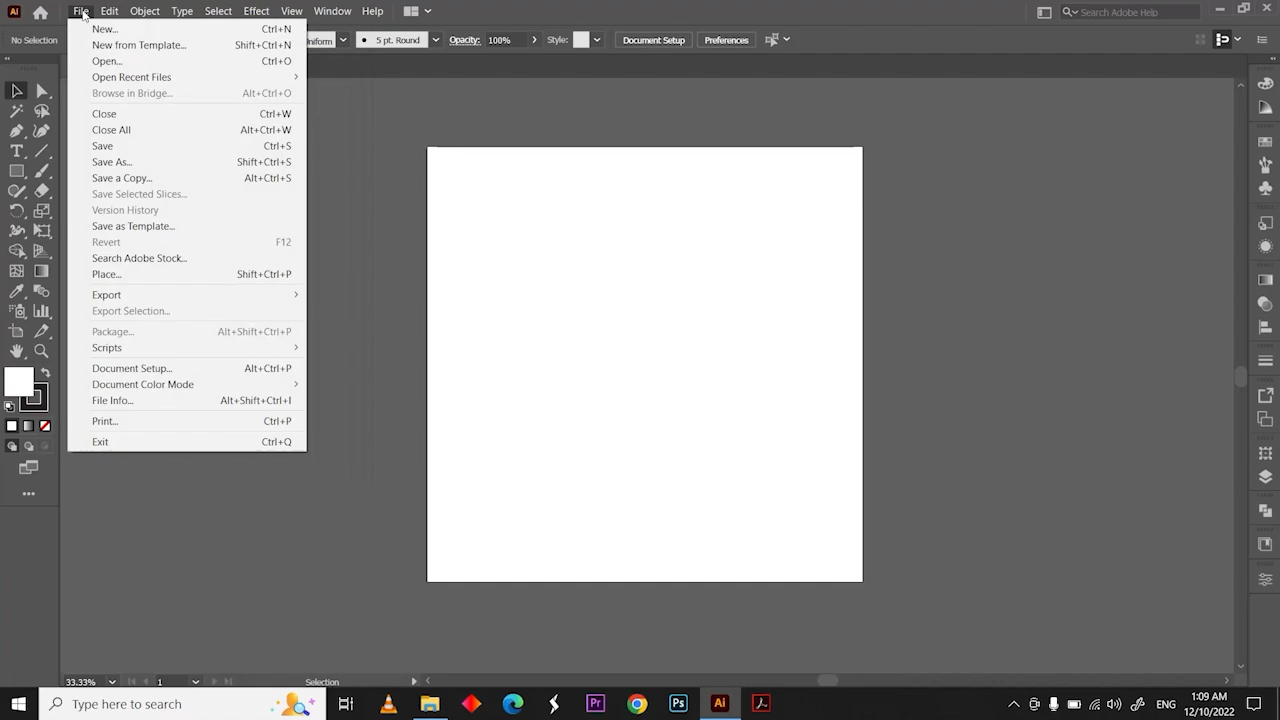 Ai File Edit Object Type Select Effect View Window Help Search Adobe Help
No Selection niform 5 pt. Round Opacity: 100% Style: Document Setup Preferences
New... Ctrl+N
New from Template... Shift+Ctrl+N
Open... Ctrl+O
Open Recent Files
Browse in Bridge... Alt+Ctrl+O
Close Ctrl+W
Close All Alt+Ctrl+W
Save Ctrl+S
Save As... Shift+Ctrl+S
Save a Copy... Alt+Ctrl+S
Save Selected Slices...
Version History
Save as Template...
Revert F12
Search Adobe Stock...
Place... Shift+Ctrl+P
Export
Export Selection...
Package... Alt+Shift+Ctrl+P
Scripts
Document Setup... Alt+Ctrl+P
Document Color Mode
File Info... Alt+Shift+Ctrl+I
Print... Ctrl+P
Exit Ctrl+Q
33.33% 1 Selection
Type here to search Pr Ps Ai ENG 1:09 AM
12/10/2022